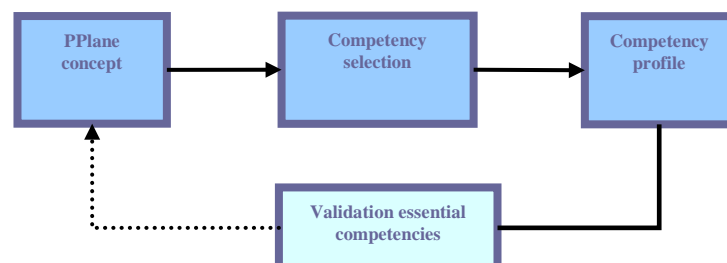 PPlane
concept
Competency
selection
Competency
profile
Validation essential
competencies